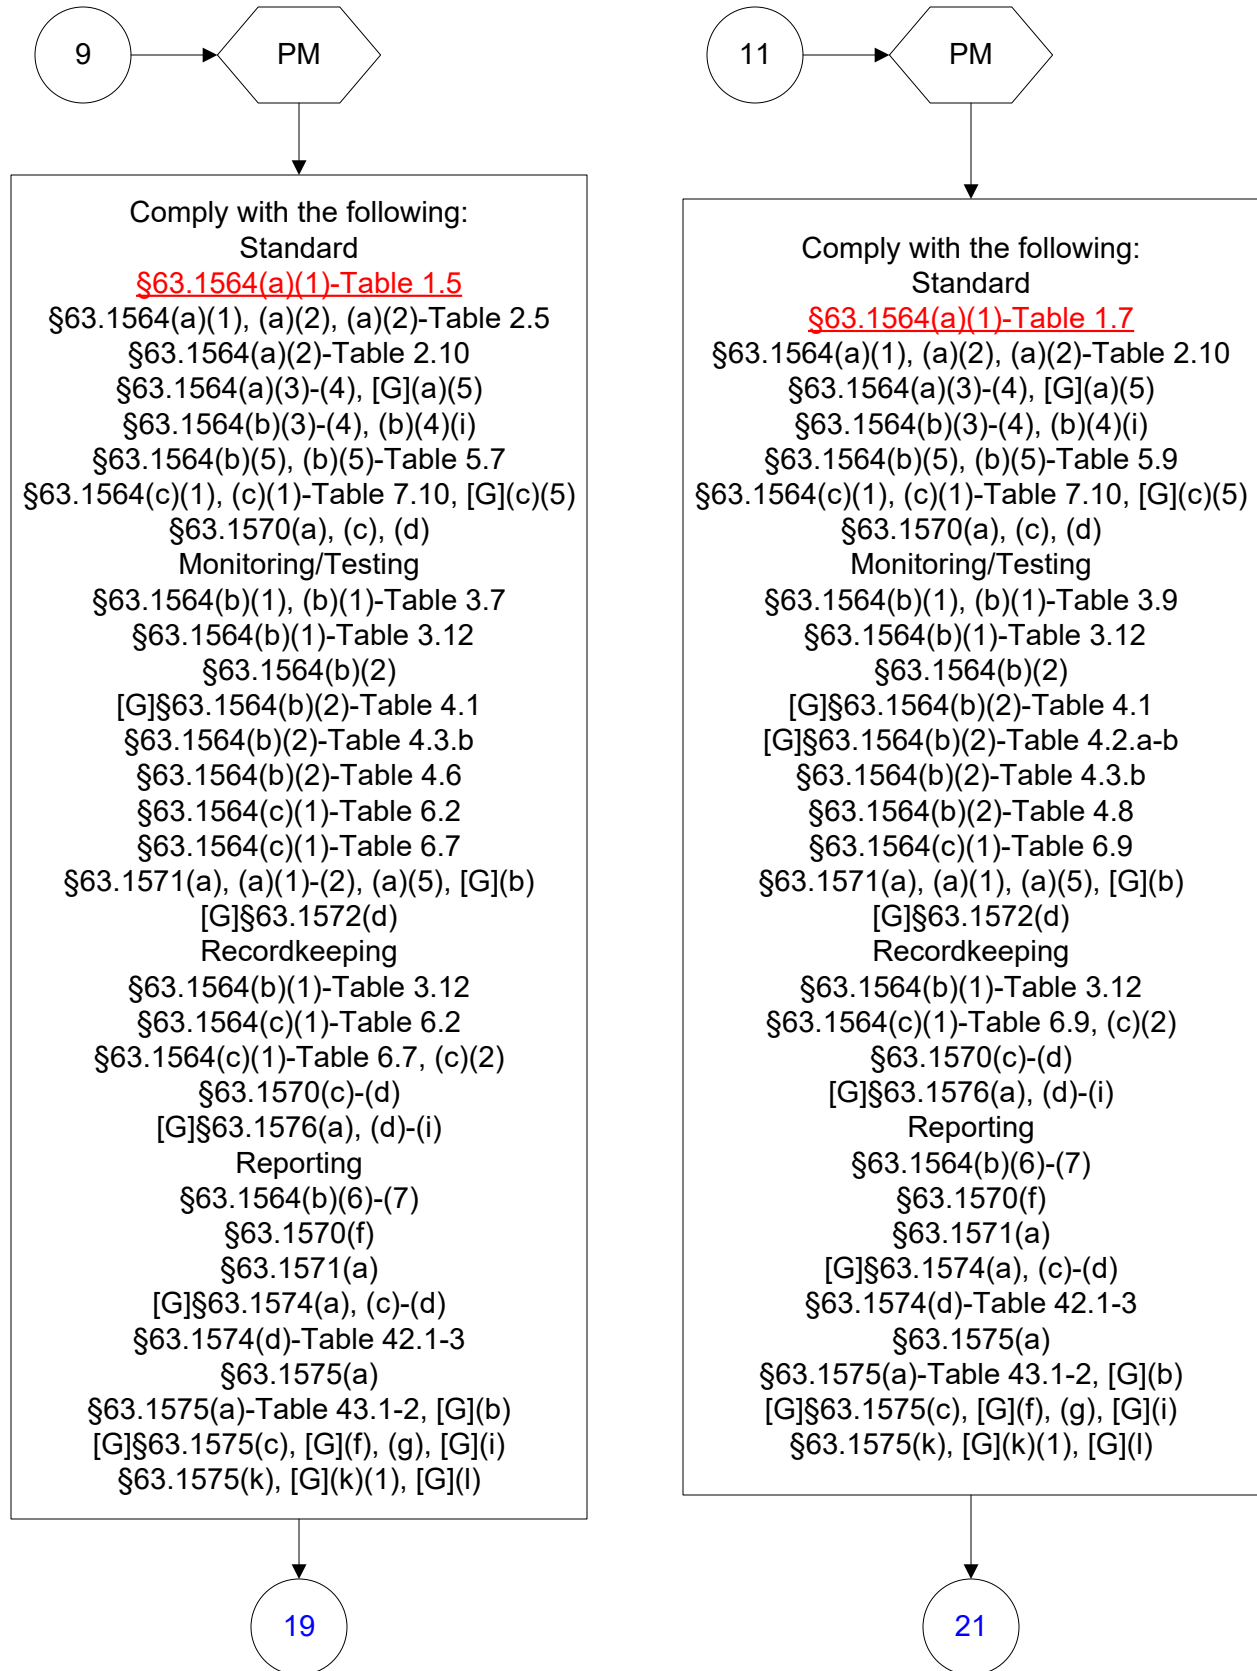 9
PM
Comply with the following:
Standard
§63.1564(a)(1)-Table 1.5
§63.1564(a)(1), (a)(2), (a)(2)-Table 2.5
§63.1564(a)(2)-Table 2.10
§63.1564(a)(3)-(4), [G](a)(5)
§63.1564(b)(3)-(4), (b)(4)(i)
§63.1564(b)(5), (b)(5)-Table 5.7
§63.1564(c)(1), (c)(1)-Table 7.10, [G](c)(5)
§63.1570(a), (c), (d)
Monitoring/Testing
§63.1564(b)(1), (b)(1)-Table 3.7
§63.1564(b)(1)-Table 3.12
§63.1564(b)(2)
[G]§63.1564(b)(2)-Table 4.1
§63.1564(b)(2)-Table 4.3.b
§63.1564(b)(2)-Table 4.6
§63.1564(c)(1)-Table 6.2
§63.1564(c)(1)-Table 6.7
§63.1571(a), (a)(1)-(2), (a)(5), [G](b)
[G]§63.1572(d)
Recordkeeping
§63.1564(b)(1)-Table 3.12
§63.1564(c)(1)-Table 6.2
§63.1564(c)(1)-Table 6.7, (c)(2)
§63.1570(c)-(d)
[G]§63.1576(a), (d)-(i)
Reporting
§63.1564(b)(6)-(7)
§63.1570(f)
§63.1571(a)
[G]§63.1574(a), (c)-(d)
§63.1574(d)-Table 42.1-3
§63.1575(a)
§63.1575(a)-Table 43.1-2, [G](b)
[G]§63.1575(c), [G](f), (g), [G](i)
§63.1575(k), [G](k)(1), [G](l)
19
11
PM
Comply with the following:
Standard
§63.1564(a)(1)-Table 1.7
§63.1564(a)(1), (a)(2), (a)(2)-Table 2.10
§63.1564(a)(3)-(4), [G](a)(5)
§63.1564(b)(3)-(4), (b)(4)(i)
§63.1564(b)(5), (b)(5)-Table 5.9
§63.1564(c)(1), (c)(1)-Table 7.10, [G](c)(5)
§63.1570(a), (c), (d)
Monitoring/Testing
§63.1564(b)(1), (b)(1)-Table 3.9
§63.1564(b)(1)-Table 3.12
§63.1564(b)(2)
[G]§63.1564(b)(2)-Table 4.1
[G]§63.1564(b)(2)-Table 4.2.a-b
§63.1564(b)(2)-Table 4.3.b
§63.1564(b)(2)-Table 4.8
§63.1564(c)(1)-Table 6.9
§63.1571(a), (a)(1), (a)(5), [G](b)
[G]§63.1572(d)
Recordkeeping
§63.1564(b)(1)-Table 3.12
§63.1564(c)(1)-Table 6.9, (c)(2)
§63.1570(c)-(d)
[G]§63.1576(a), (d)-(i)
Reporting
§63.1564(b)(6)-(7)
§63.1570(f)
§63.1571(a)
[G]§63.1574(a), (c)-(d)
§63.1574(d)-Table 42.1-3
§63.1575(a)
§63.1575(a)-Table 43.1-2, [G](b)
[G]§63.1575(c), [G](f), (g), [G](i)
§63.1575(k), [G](k)(1), [G](l)
21